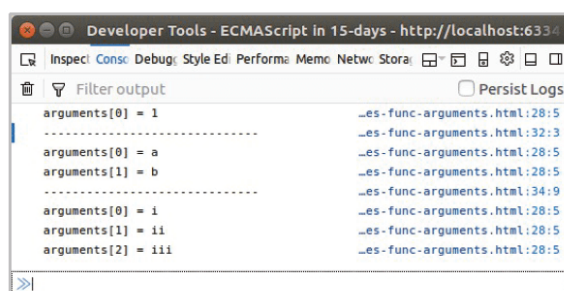 Developer Tools - ECMAScript in 15-days - http://localhost:6334
Inspect Conso Debug Style Edi Performa Memo Netwo Stora
Filter output Persist Logs
arguments[0] = 1 …es-func-arguments.html:28:5
------------------------------ …es-func-arguments.html:32:3
arguments[0] = a …es-func-arguments.html:28:5
arguments[1] = b …es-func-arguments.html:28:5
------------------------------ …es-func-arguments.html:34:9
arguments[0] = i …es-func-arguments.html:28:5
arguments[1] = ii …es-func-arguments.html:28:5
arguments[2] = iii …es-func-arguments.html:28:5